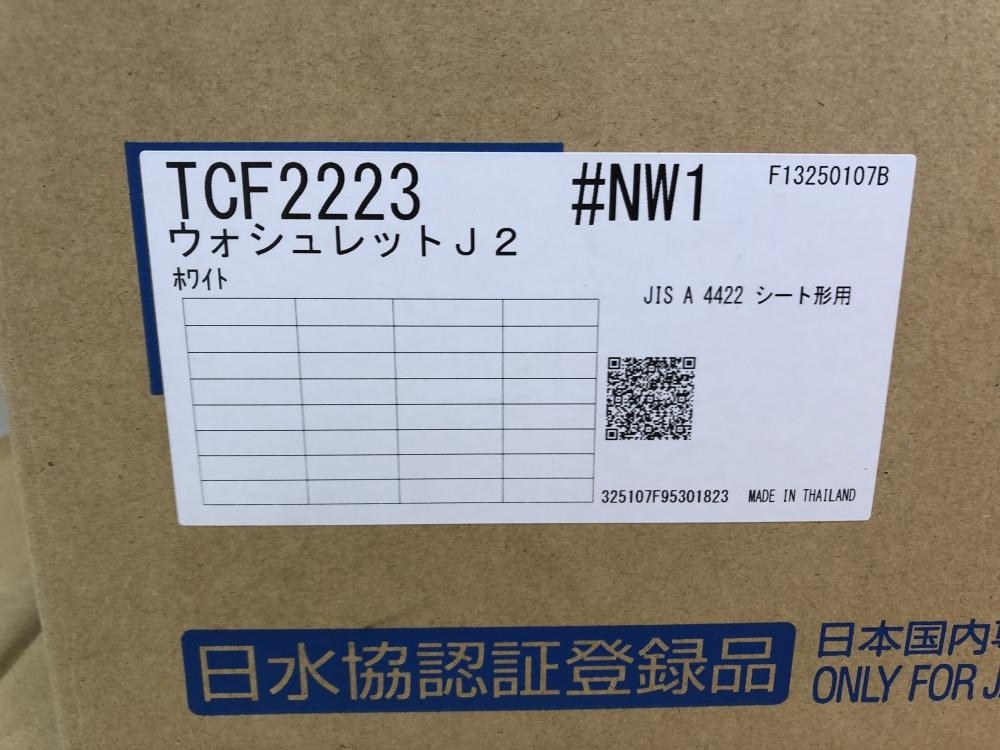 TCF2223 #NW1 F13250107B
ウォシュレットJ2
ホワイト
JIS A 4422 シート形用
325107F95301823 MADE IN THAILAND
日水協認証登録品
日本国内
ONLY FOR